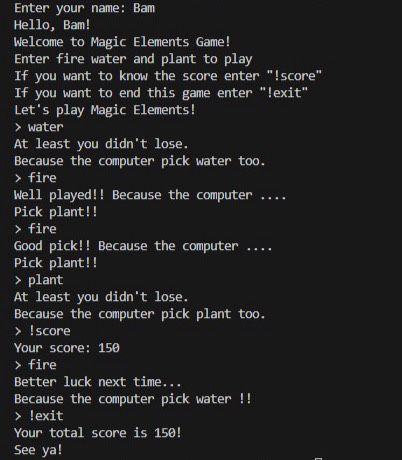 Enter your name: Bam
Hello, Bam!
Welcome to Magic Elements Game!
Enter fire water and plant to play
If you want to know the score enter "!score"
If you want to end this game enter "!exit"
Let's play Magic Elements!
> water
At least you didn't lose.
Because the computer pick water too.
> fire
Well played!! Because the computer ....
Pick plant!!
> fire
Good pick!! Because the computer ....
Pick plant!!
> plant
At least you didn't lose.
Because the computer pick plant too.
> !score
Your score: 150
> fire
Better luck next time...
Because the computer pick water !!
> !exit
Your total score is 150!
See ya!